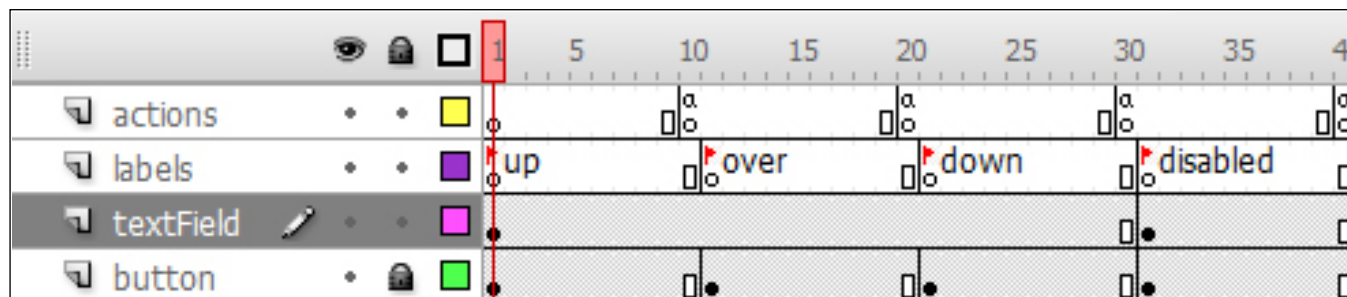 1 5 10 15 20 25 30 35 4
actions a a a a
labels up over down disabled
textField
button